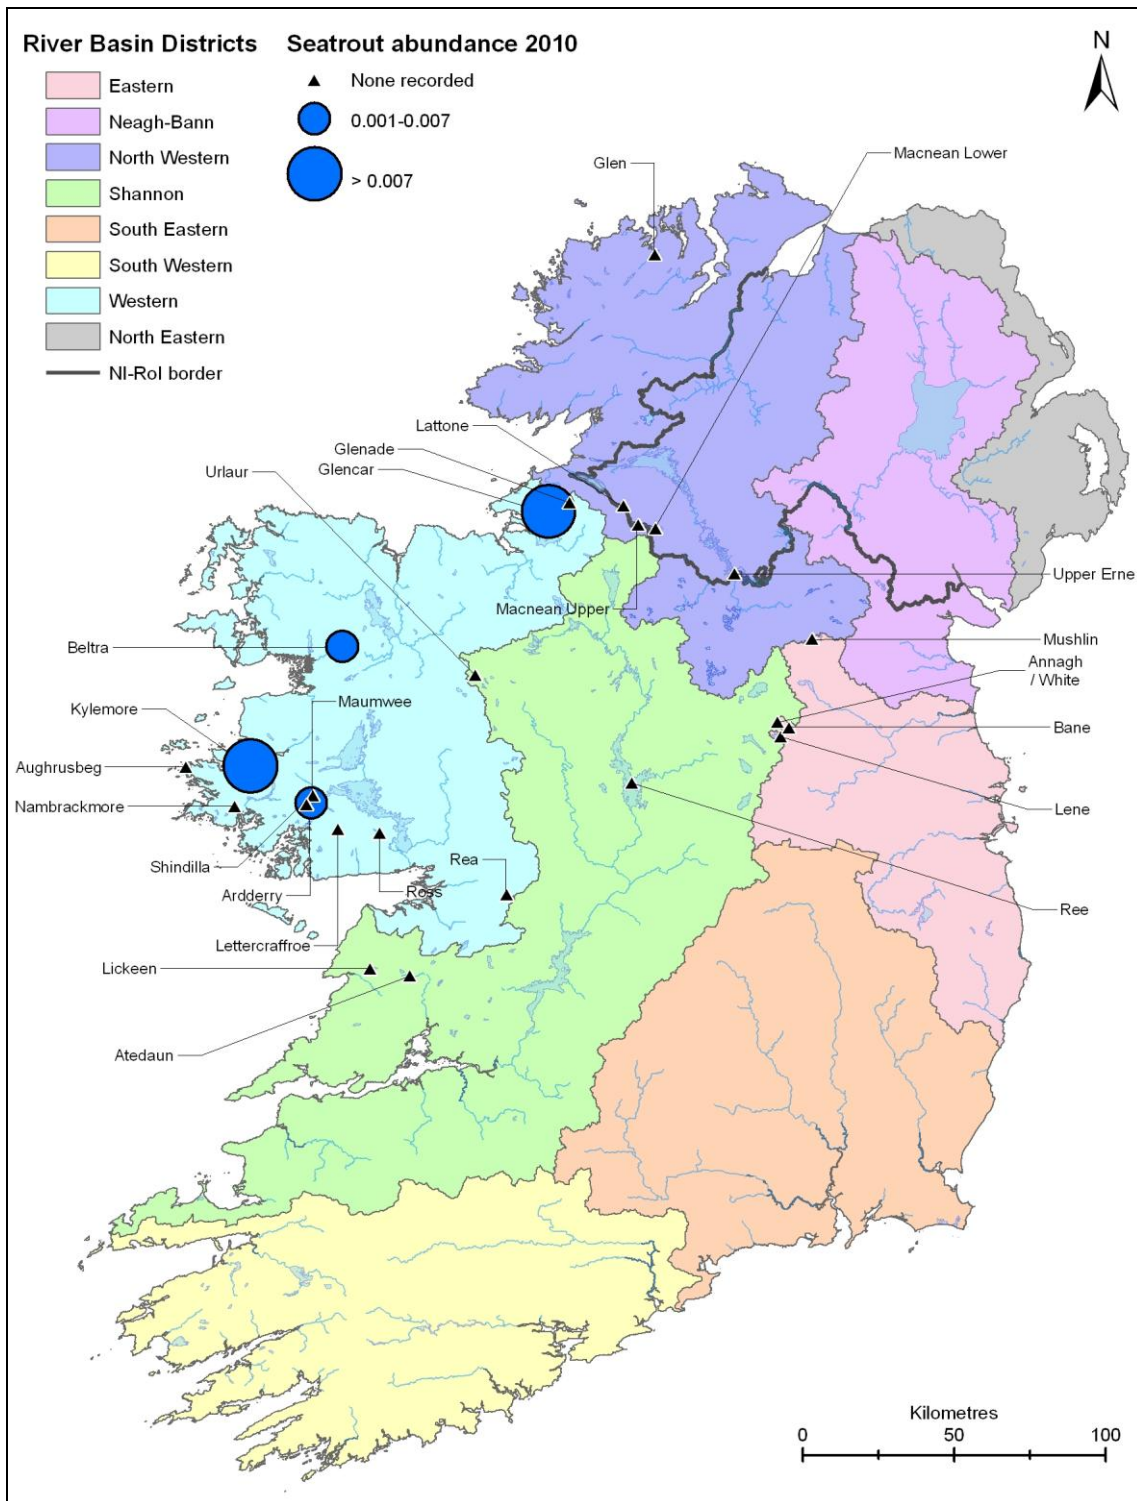 River Basin Districts
Eastern
Neagh-Bann
North Western
Shannon
South Eastern
South Western
Western
North Eastern
NI-RoI border
Seatrout abundance 2010
None recorded
0.001-0.007
> 0.007
N
Glen
Macnean Lower
Lattone
Glenade
Glencar
Urlaur
Upper Erne
Macnean Upper
Mushlin
Beltra
Annagh
/ White
Maumwee
Kylemore
Bane
Aughrusbeg
Nambrackmore
Lene
Shindilla
Rea
Ardderry
Ross
Ree
Lettercraffroe
Lickeen
Atedaun
Kilometres
0 50 100